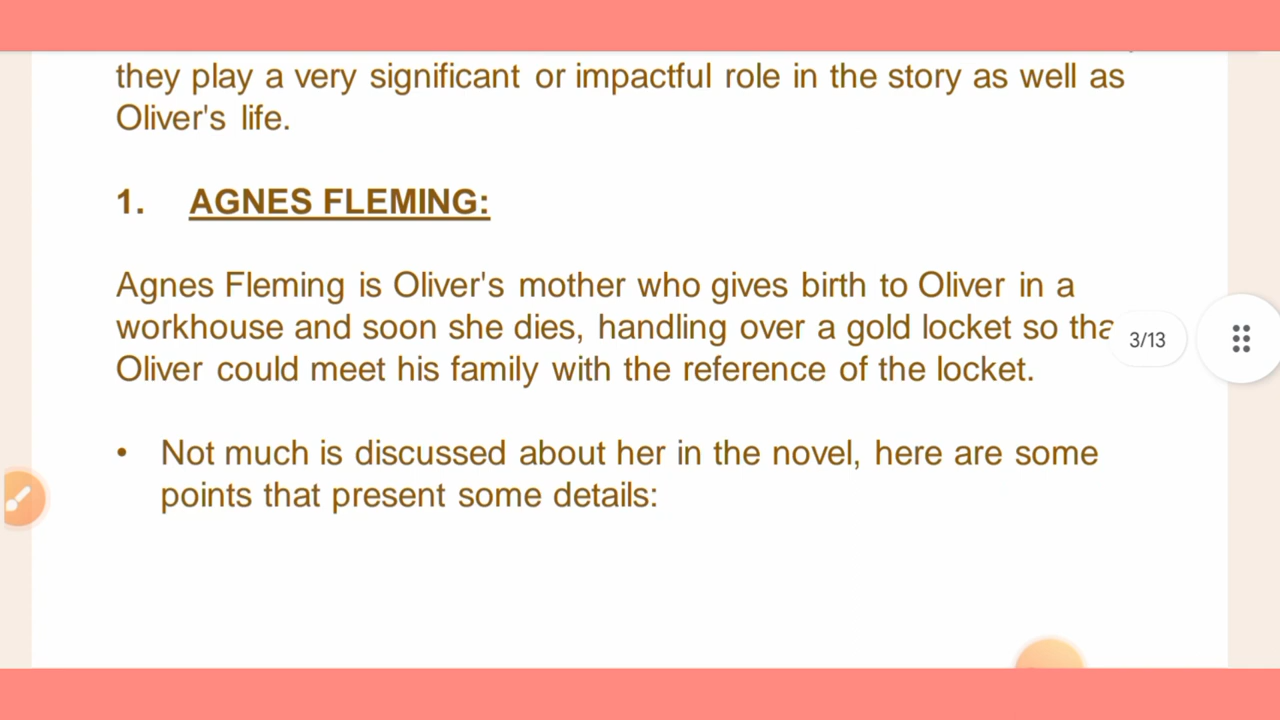 they play a very significant or impactful role in the story as well as
Oliver's life.
1. AGNES FLEMING:
Agnes Fleming is Oliver's mother who gives birth to Oliver in a
workhouse and soon she dies, handling over a gold locket so tha
3/13
Oliver could meet his family with the reference of the locket.
• Not much is discussed about her in the novel, here are some
points that present some details: